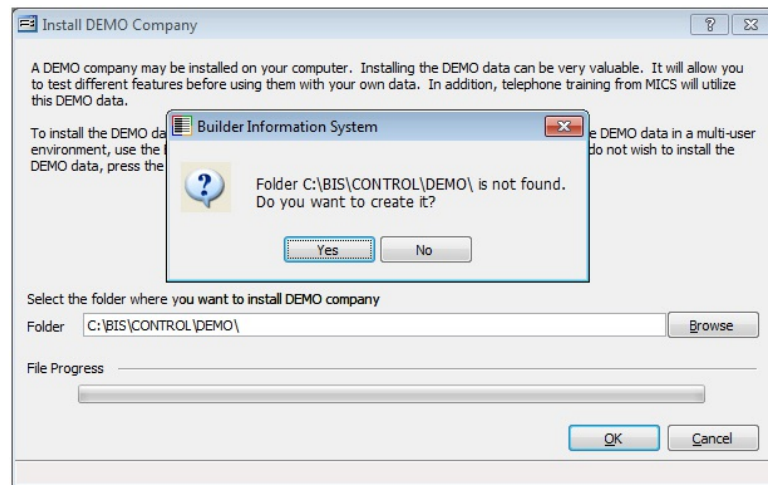 Install DEMO Company
A DEMO company may be installed on your computer. Installing the DEMO data can be very valuable. It will allow you
to test different features before using them with your own data. In addition, telephone training from MICS will utilize
this DEMO data.
To install the DEMO da
e DEMO data in a multi-user
environment, use the
do not wish to install the
DEMO data, press the
Builder Information System
Folder C:\BIS\CONTROL\DEMO\ is not found.
Do you want to create it?
Yes No
Select the folder where you want to install DEMO company
Folder C:\BIS\CONTROL\DEMO\ Browse
File Progress
OK Cancel